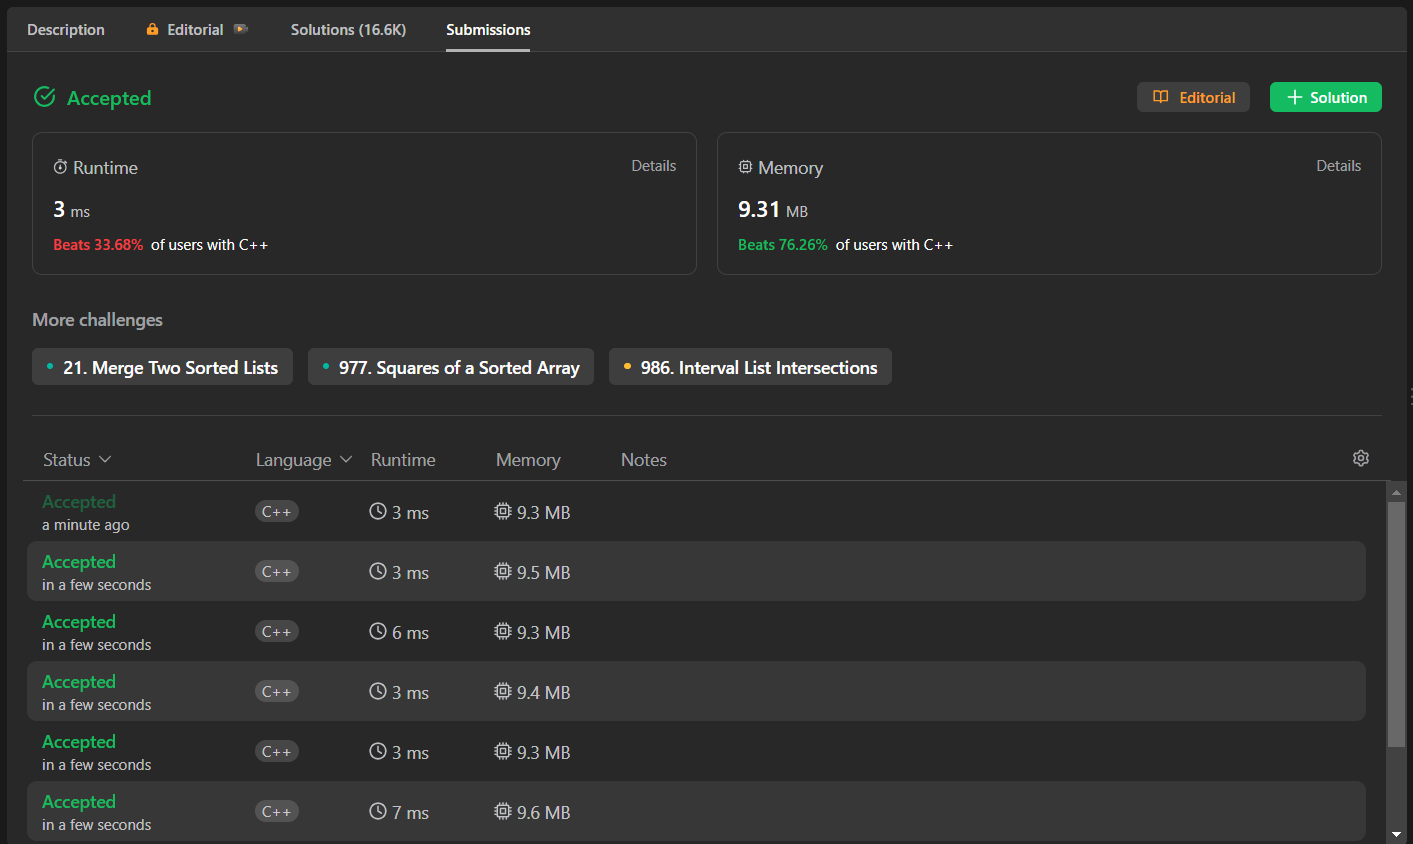 Description Editorial Solutions (16.6K) Submissions
Accepted Editorial + Solution
Runtime Details
3 ms
Beats 33.68% of users with C++
Memory Details
9.31 MB
Beats 76.26% of users with C++
More challenges
21. Merge Two Sorted Lists 977. Squares of a Sorted Array 986. Interval List Intersections
Status Language Runtime Memory Notes
Accepted
a minute ago
C++ 3 ms 9.3 MB
Accepted
in a few seconds
C++ 3 ms 9.5 MB
Accepted
in a few seconds
C++ 6 ms 9.3 MB
Accepted
in a few seconds
C++ 3 ms 9.4 MB
Accepted
in a few seconds
C++ 3 ms 9.3 MB
Accepted
in a few seconds
C++ 7 ms 9.6 MB